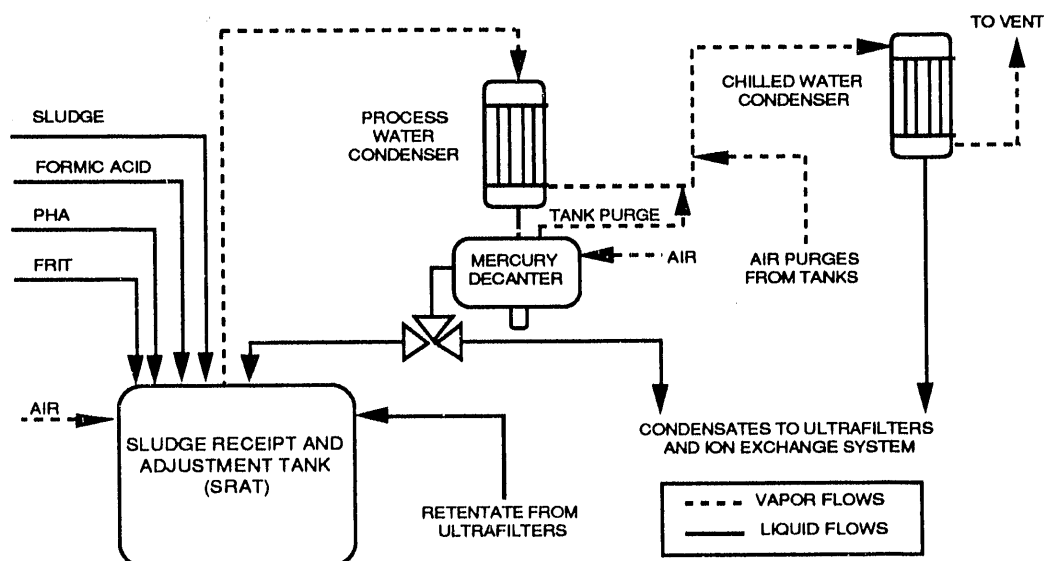 TO VENT
CHILLED WATER
CONDENSER
PROCESS
WATER
CONDENSER
SLUDGE
FORMIC ACID
PHA
FRIT
TANK PURGE
MERCURY
DECANTER
AIR
AIR PURGES
FROM TANKS
AIR
SLUDGE RECEIPT AND
ADJUSTMENT TANK
(SRAT)
RETENTATE FROM
ULTRAFILTERS
CONDENSATES TO ULTRAFILTERS
AND ION EXCHANGE SYSTEM
VAPOR FLOWS
LIQUID FLOWS